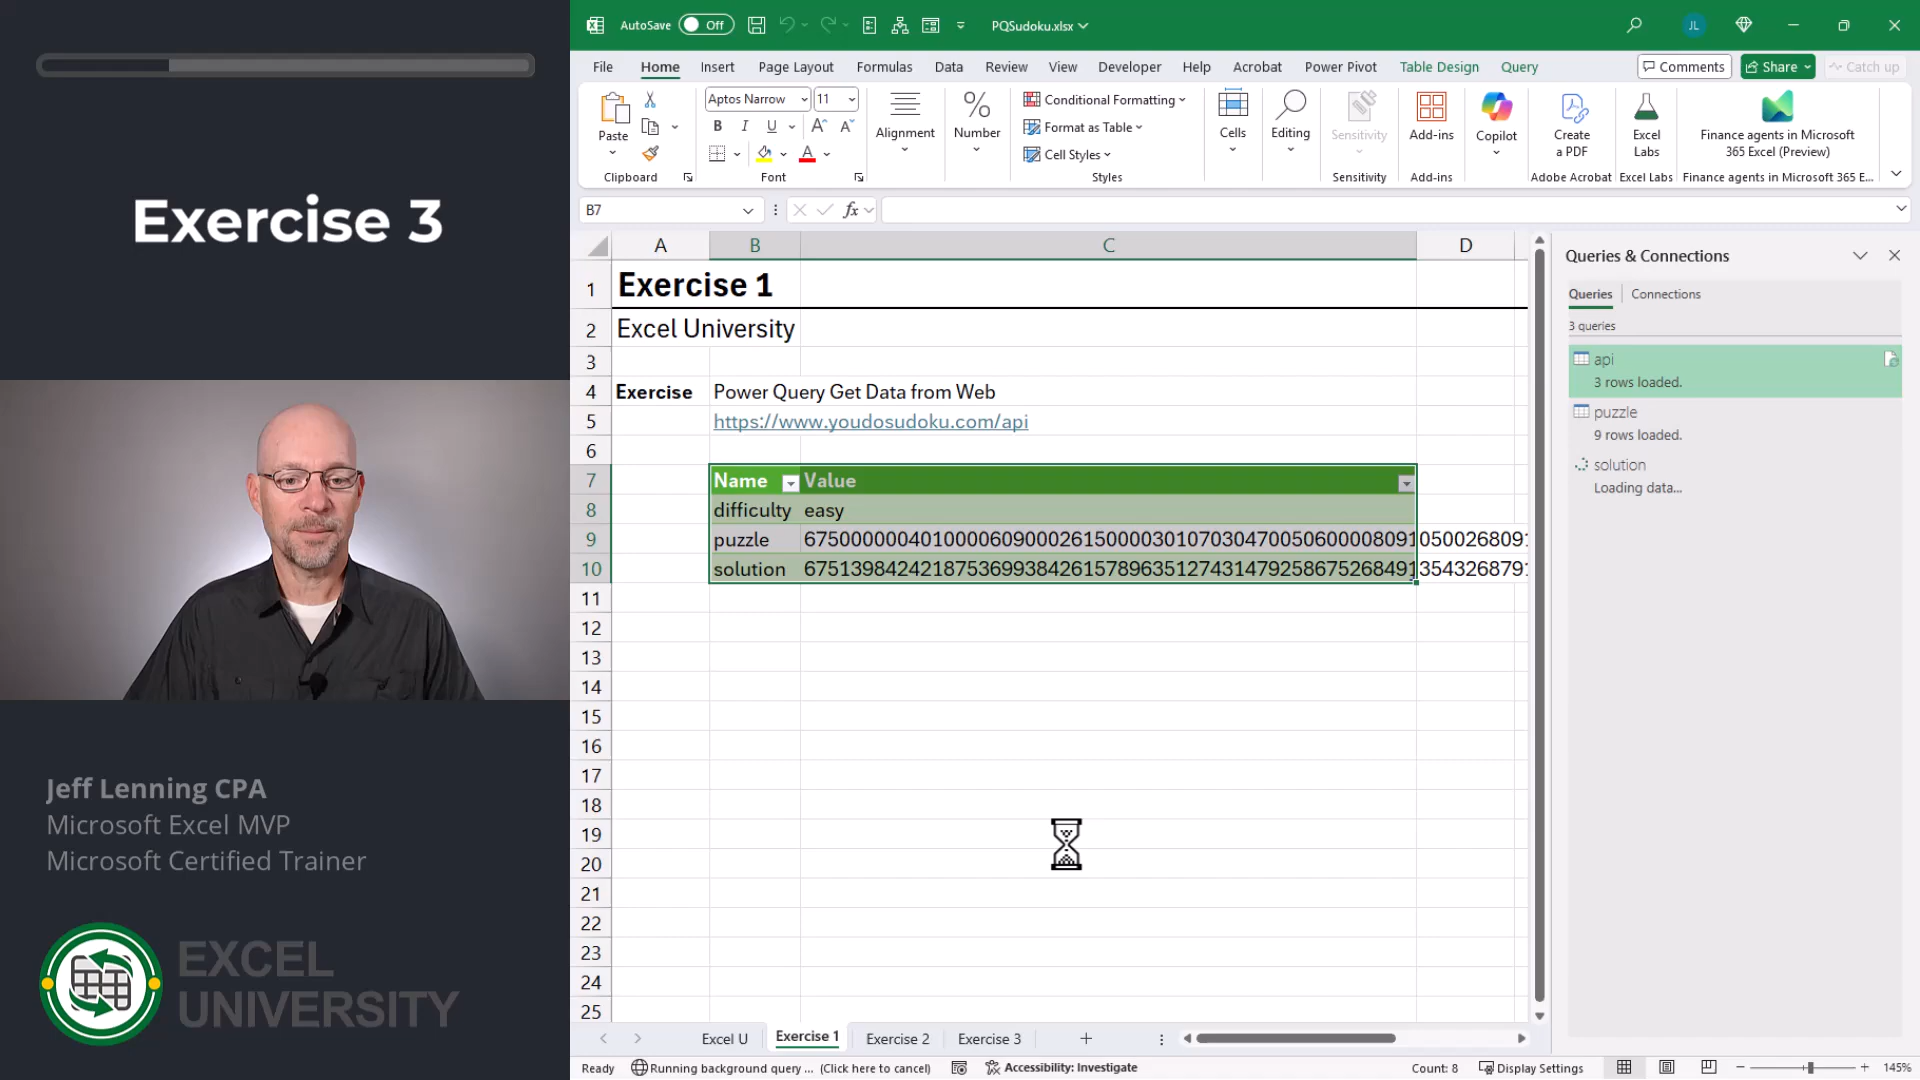 Exercise 3
Jeff Lenning CPA
Microsoft Excel MVP
Microsoft Certified Trainer
EXCEL
UNIVERSITY
AutoSave Off PQSudoku.xlsx JL
File Home Insert Page Layout Formulas Data Review View Developer Help Acrobat Power Pivot Table Design Query Comments Share Catch up
Paste
Clipboard
Aptos Narrow 11
B I U A A
A
Font
Alignment
Number
Conditional Formatting
Format as Table
Cell Styles
Styles
Cells
Editing
Sensitivity
Sensitivity
Add-ins
Add-ins
Copilot
Create
a PDF
Adobe Acrobat
Excel
Labs
Excel Labs
Finance agents in Microsoft
365 Excel (Preview)
Finance agents in Microsoft 365 E...
B7 fx
A B C D
1 Exercise 1
2 Excel University
3
4 Exercise Power Query Get Data from Web
5 https://www.youdosudoku.com/api
6
7 Name Value
8 difficulty easy
9 puzzle 675000000401000060900026150000301070304700506000080910500268091
10 solution 675139842421875369938426157896351274314792586752684913543268791
11
12
13
14
15
16
17
18
19
20
21
22
23
24
25
Queries & Connections
Queries Connections
3 queries
api
3 rows loaded.
puzzle
9 rows loaded.
solution
Loading data...
Excel U Exercise 1 Exercise 2 Exercise 3
Ready Running background query ... (Click here to cancel) Accessibility: Investigate Count: 8 Display Settings 145%